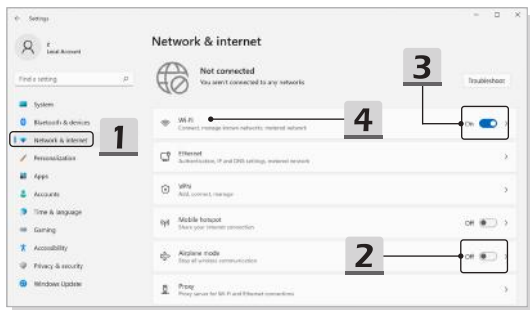 Settings
Network & internet
Local Account
Find a setting
Not connected
You aren't connected to any networks
Troubleshoot
3
System
Bluetooth & devices
Network & internet
1
Personalization
Apps
Accounts
Time & language
Gaming
Accessibility
Privacy & security
Windows Update
Wi-Fi
Connect, manage known networks, metered network
4
On
Ethernet
Authentication, IP and DNS settings, metered network
VPN
Add, connect, manage
Mobile hotspot
Share your internet connection
Off
2
Airplane mode
Stop all wireless communication
Off
Proxy
Proxy server for Wi-Fi and Ethernet connections